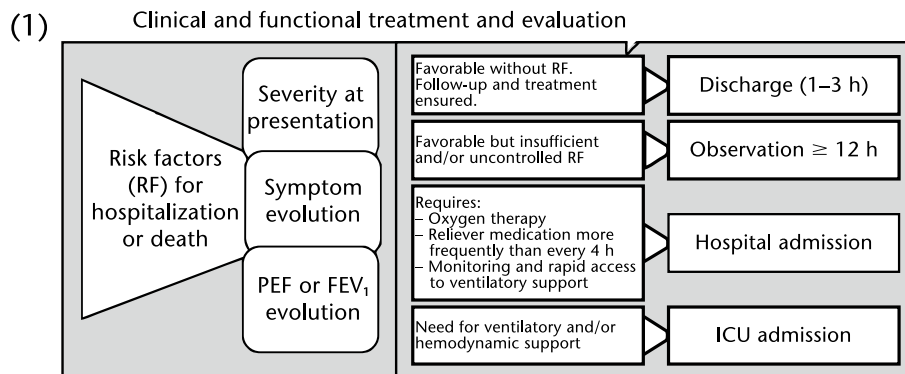 (1)
Clinical and functional treatment and evaluation
Risk factors
(RF) for
hospitalization
or death
Severity at
presentation
Symptom
evolution
PEF or FEV₁
evolution
Favorable without RF.
Follow-up and treatment
ensured.
Discharge (1–3 h)
Favorable but insufficient
and/or uncontrolled RF
Observation ≥ 12 h
Requires:
– Oxygen therapy
– Reliever medication more
frequently than every 4 h
– Monitoring and rapid access
to ventilatory support
Hospital admission
Need for ventilatory and/or
hemodynamic support
ICU admission